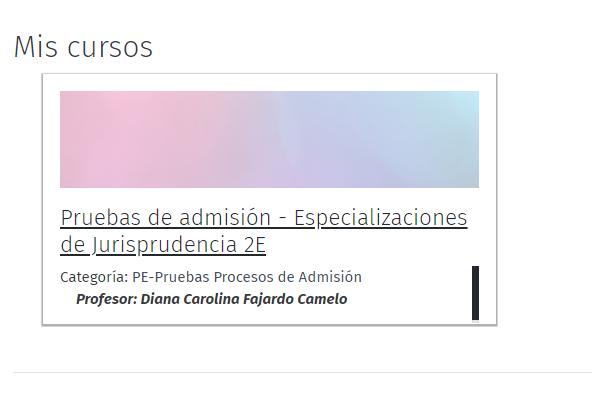 Mis cursos
Pruebas de admisión - Especializaciones
de Jurisprudencia 2E
Categoría: PE-Pruebas Procesos de Admisión
Profesor: Diana Carolina Fajardo Camelo